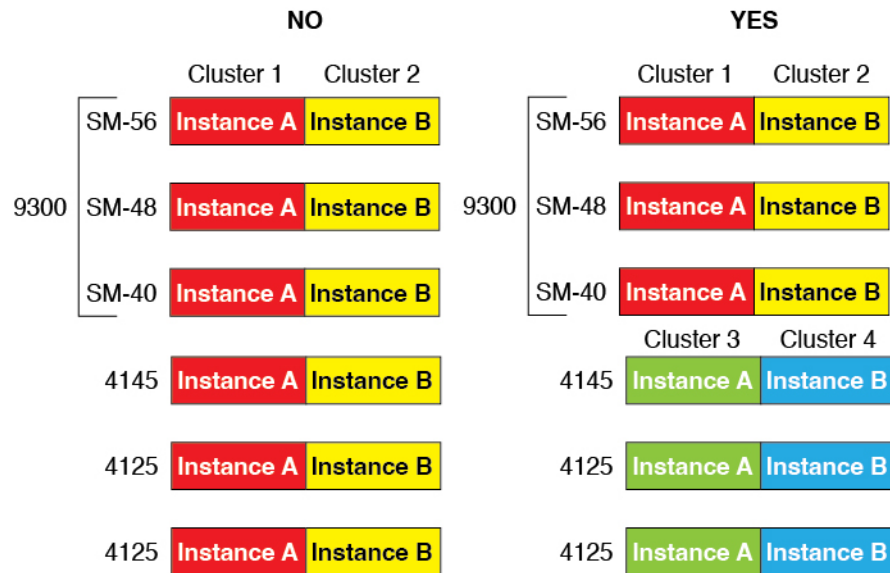 NO YES
Cluster 1 Cluster 2 Cluster 1 Cluster 2
SM-56 Instance A Instance B SM-56 Instance A Instance B
9300 SM-48 Instance A Instance B 9300 SM-48 Instance A Instance B
SM-40 Instance A Instance B SM-40 Instance A Instance B
Cluster 3 Cluster 4
4145 Instance A Instance B 4145 Instance A Instance B
4125 Instance A Instance B 4125 Instance A Instance B
4125 Instance A Instance B 4125 Instance A Instance B